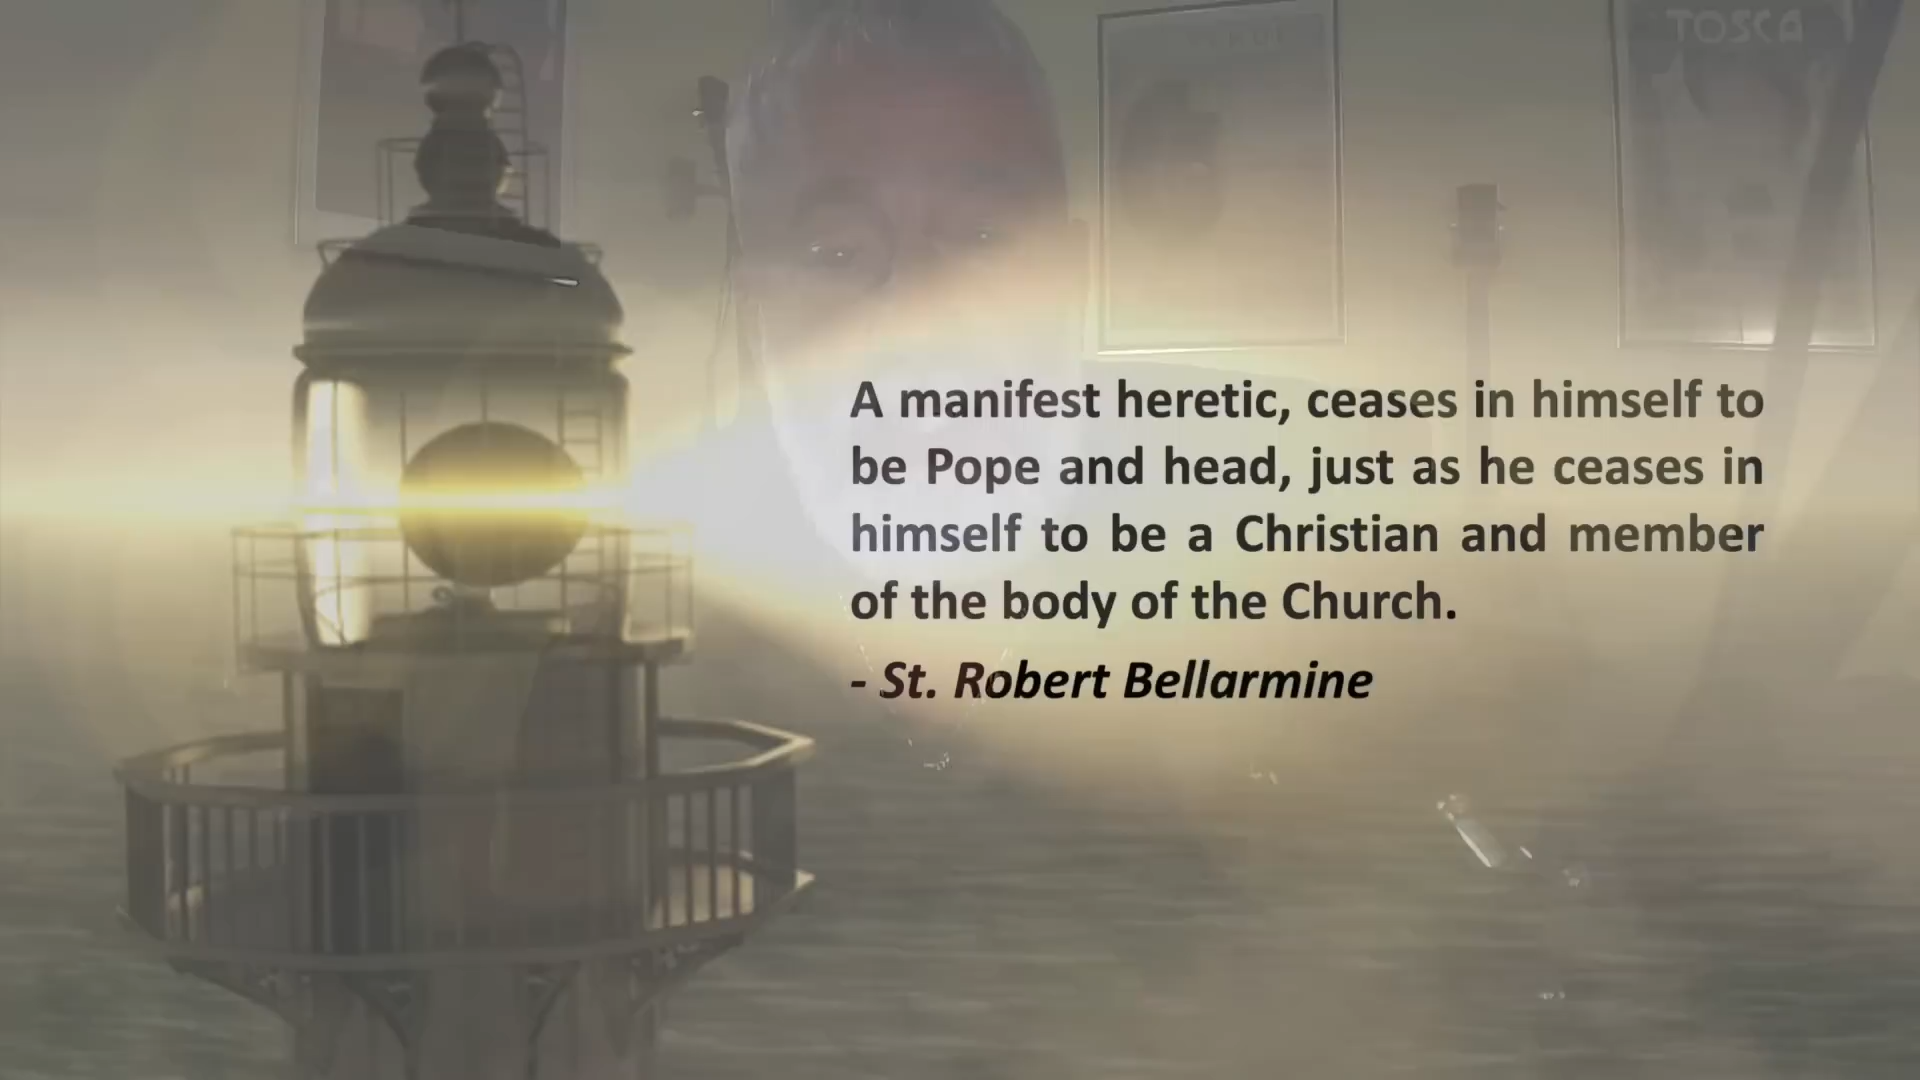 TOSCA
A manifest heretic, ceases in himself to
be Pope and head, just as he ceases in
himself to be a Christian and member
of the body of the Church.
- St. Robert Bellarmine